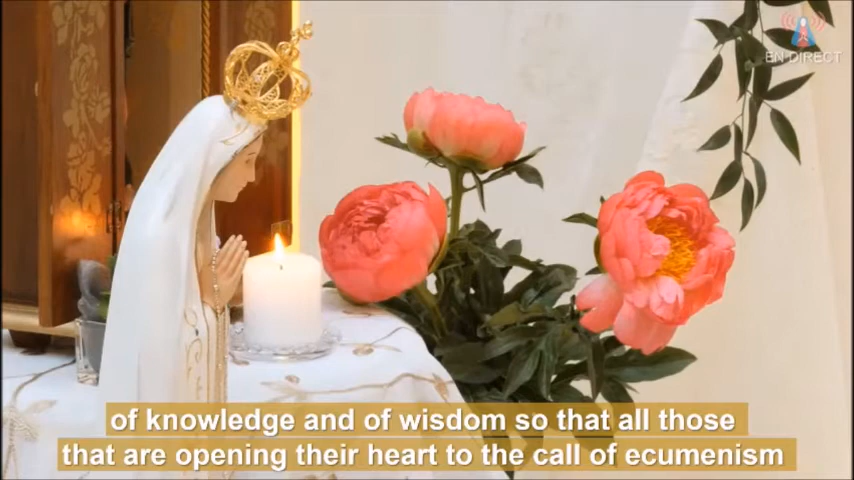 EN DIRECT
of knowledge and of wisdom so that all those
that are opening their heart to the call of ecumenism